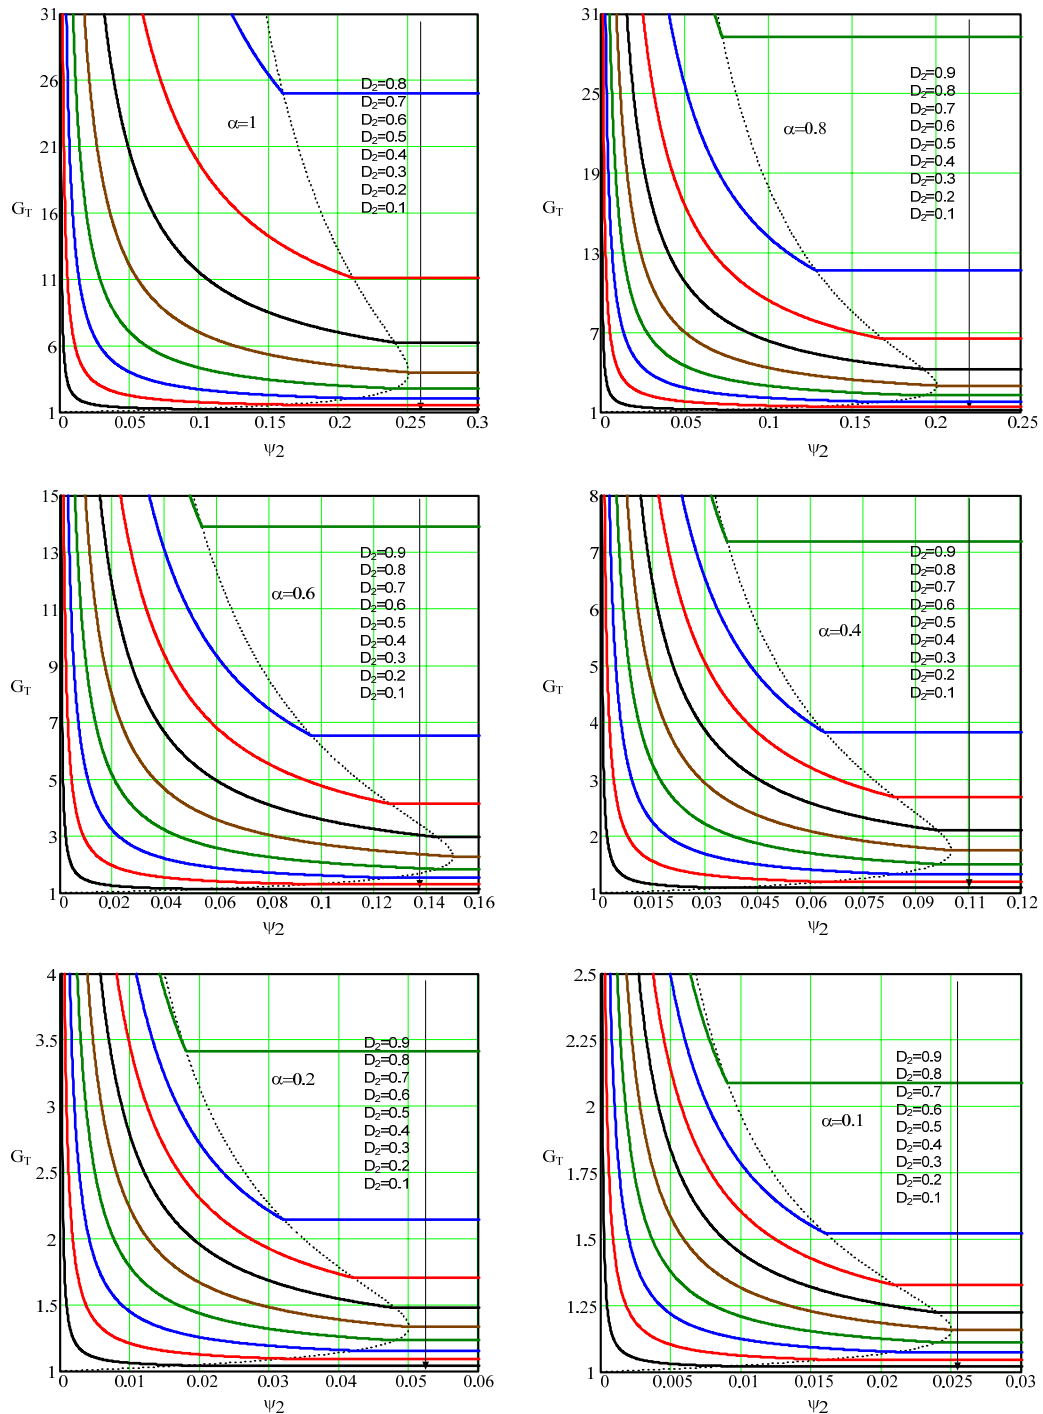 31
26
21
16
11
6
1
G_T
α=1
D₂=0.8
D₂=0.7
D₂=0.6
D₂=0.5
D₂=0.4
D₂=0.3
D₂=0.2
D₂=0.1
0 0.05 0.1 0.15 0.2 0.25 0.3
ψ₂
31
25
19
13
7
1
G_T
α=0.8
D₂=0.9
D₂=0.8
D₂=0.7
D₂=0.6
D₂=0.5
D₂=0.4
D₂=0.3
D₂=0.2
D₂=0.1
0 0.05 0.1 0.15 0.2 0.25
ψ₂
15
13
11
9
7
5
3
1
G_T
α=0.6
D₂=0.9
D₂=0.8
D₂=0.7
D₂=0.6
D₂=0.5
D₂=0.4
D₂=0.3
D₂=0.2
D₂=0.1
0 0.02 0.04 0.06 0.08 0.1 0.12 0.14 0.16
ψ₂
8
7
6
5
4
3
2
1
G_T
α=0.4
D₂=0.9
D₂=0.8
D₂=0.7
D₂=0.6
D₂=0.5
D₂=0.4
D₂=0.3
D₂=0.2
D₂=0.1
0 0.015 0.03 0.045 0.06 0.075 0.09 0.11 0.12
ψ₂
4
3.5
3
2.5
2
1.5
1
G_T
α=0.2
D₂=0.9
D₂=0.8
D₂=0.7
D₂=0.6
D₂=0.5
D₂=0.4
D₂=0.3
D₂=0.2
D₂=0.1
0 0.01 0.02 0.03 0.04 0.05 0.06
ψ₂
2.5
2.25
2
1.75
1.5
1.25
1
G_T
α=0.1
D₂=0.9
D₂=0.8
D₂=0.7
D₂=0.6
D₂=0.5
D₂=0.4
D₂=0.3
D₂=0.2
D₂=0.1
0 0.005 0.01 0.015 0.02 0.025 0.03
ψ₂